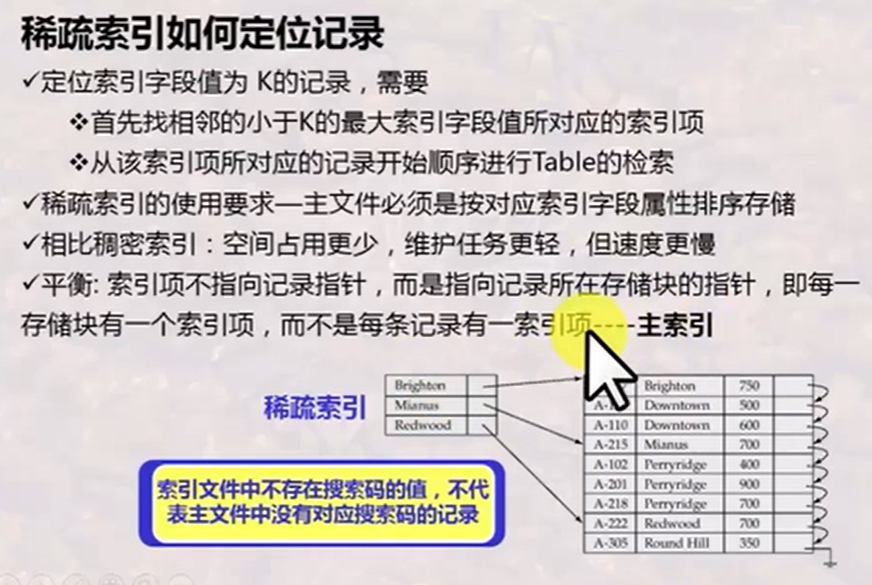 稀疏索引如何定位记录
✓定位索引字段值为 K的记录，需要
❖首先找相邻的小于K的最大索引字段值所对应的索引项
❖从该索引项所对应的记录开始顺序进行Table的检索
✓稀疏索引的使用要求—主文件必须是按对应索引字段属性排序存储
✓相比稠密索引：空间占用更少，维护任务更轻，但速度更慢
✓平衡: 索引项不指向记录指针，而是指向记录所在存储块的指针，即每一
存储块有一个索引项，而不是每条记录有一索引项----主索引
稀疏索引
Brighton
Mianus
Redwood
Brighton 750
Downtown 500
A-110 Downtown 600
A-215 Mianus 700
A-102 Perryridge 400
A-201 Perryridge 900
A-218 Perryridge 700
A-222 Redwood 700
A-305 Round Hill 350
索引文件中不存在搜索码的值，不代
表主文件中没有对应搜索码的记录